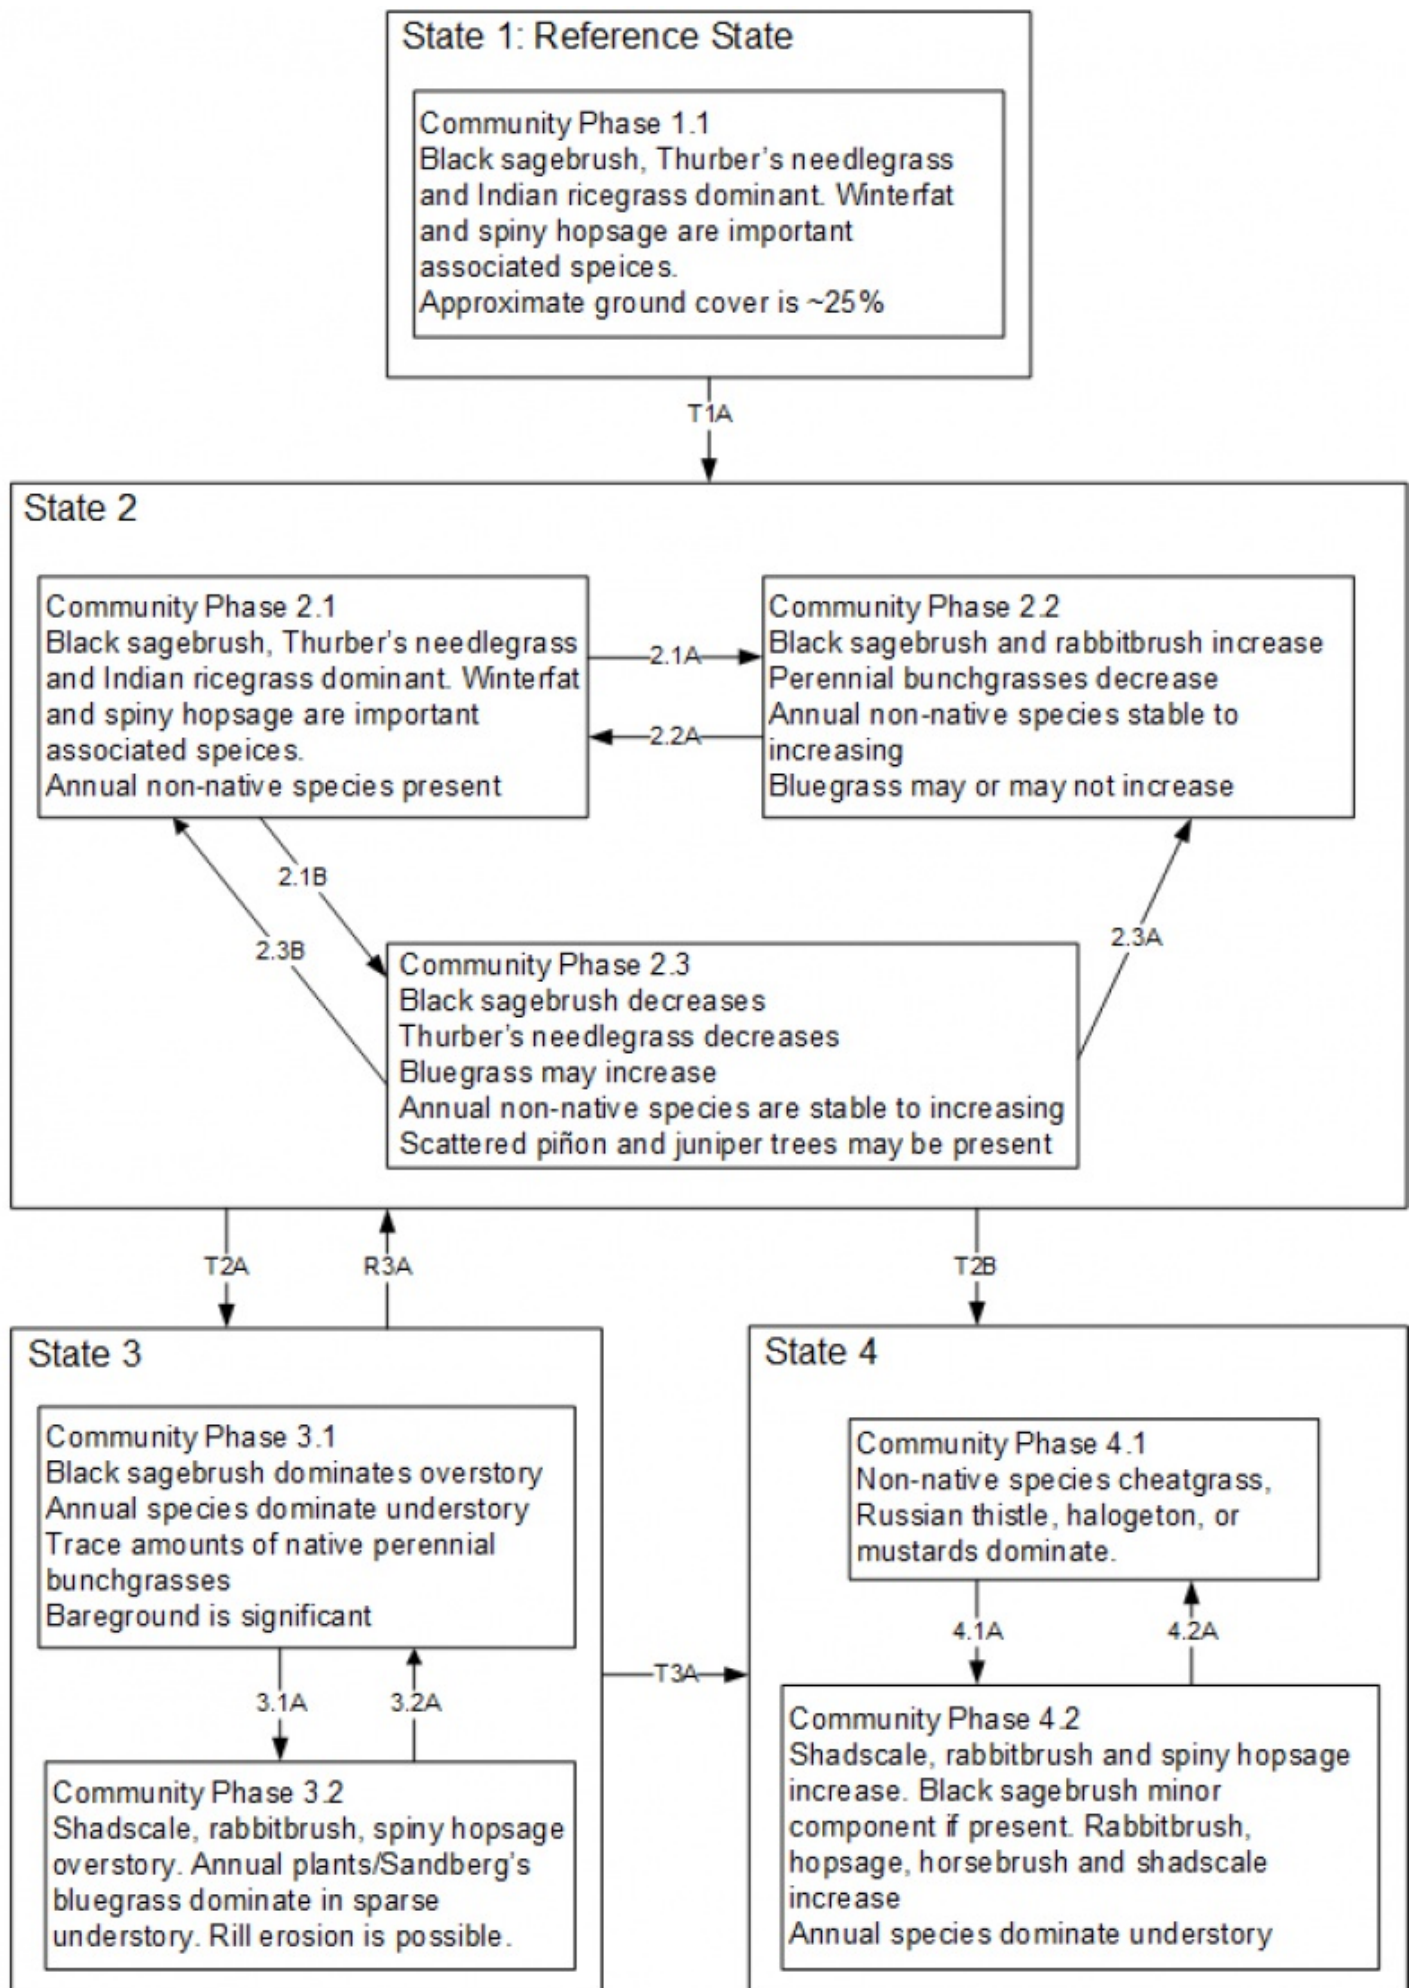 State 1: Reference State
Community Phase 1.1
Black sagebrush, Thurber's needlegrass
and Indian ricegrass dominant. Winterfat
and spiny hopsage are important
associated speices.
Approximate ground cover is ~25%
T1A
State 2
Community Phase 2.1
Black sagebrush, Thurber's needlegrass
and Indian ricegrass dominant. Winterfat
and spiny hopsage are important
associated speices.
Annual non-native species present
2.1A
2.2A
Community Phase 2.2
Black sagebrush and rabbitbrush increase
Perennial bunchgrasses decrease
Annual non-native species stable to
increasing
Bluegrass may or may not increase
2.1B
2.3B
2.3A
Community Phase 2.3
Black sagebrush decreases
Thurber's needlegrass decreases
Bluegrass may increase
Annual non-native species are stable to increasing
Scattered piñon and juniper trees may be present
T2A
R3A
T2B
State 3
Community Phase 3.1
Black sagebrush dominates overstory
Annual species dominate understory
Trace amounts of native perennial
bunchgrasses
Bareground is significant
3.1A
3.2A
Community Phase 3.2
Shadscale, rabbitbrush, spiny hopsage
overstory. Annual plants/Sandberg's
bluegrass dominate in sparse
understory. Rill erosion is possible.
T3A
State 4
Community Phase 4.1
Non-native species cheatgrass,
Russian thistle, halogeton, or
mustards dominate.
4.1A
4.2A
Community Phase 4.2
Shadscale, rabbitbrush and spiny hopsage
increase. Black sagebrush minor
component if present. Rabbitbrush,
hopsage, horsebrush and shadscale
increase
Annual species dominate understory